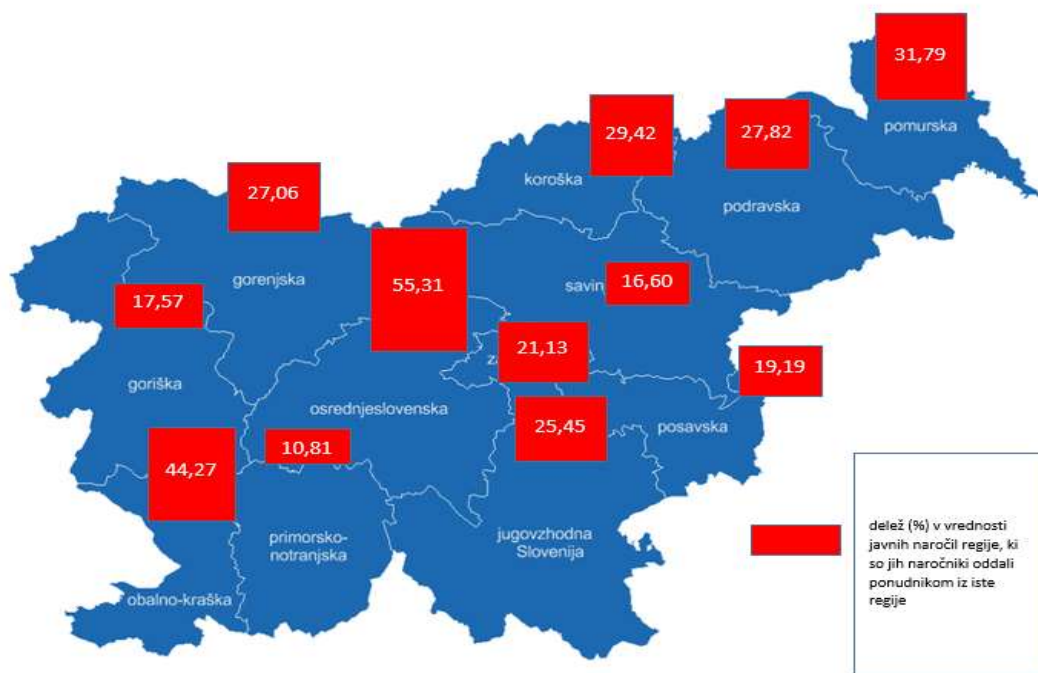 31,79
pomurska
29,42
27,82
koroška
podravska
27,06
gorenjska
55,31
savin
16,60
17,57
21,13
19,19
goriška
osrednjeslovenska
posavska
25,45
44,27
10,81
primorsko-
notranjska
jugovzhodna
Slovenija
obalno-kraška
delež (%) v vrednosti
javnih naročil regije, ki
so jih naročniki oddali
ponudnikom iz iste
regije